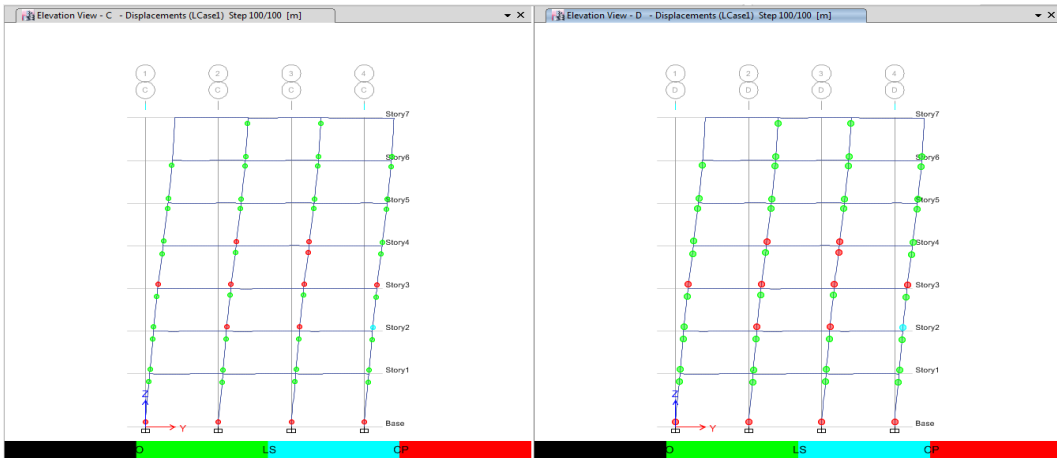 Elevation View - C - Displacements (LCase1) Step 100/100 [m]
1 2 3 4
C C C C
Story7
Story6
Story5
Story4
Story3
Story2
Story1
Z
Y
Base
IO LS CP
Elevation View - D - Displacements (LCase1) Step 100/100 [m]
1 2 3 4
D D D D
Story7
Story6
Story5
Story4
Story3
Story2
Story1
Z
Y
Base
IO LS CP